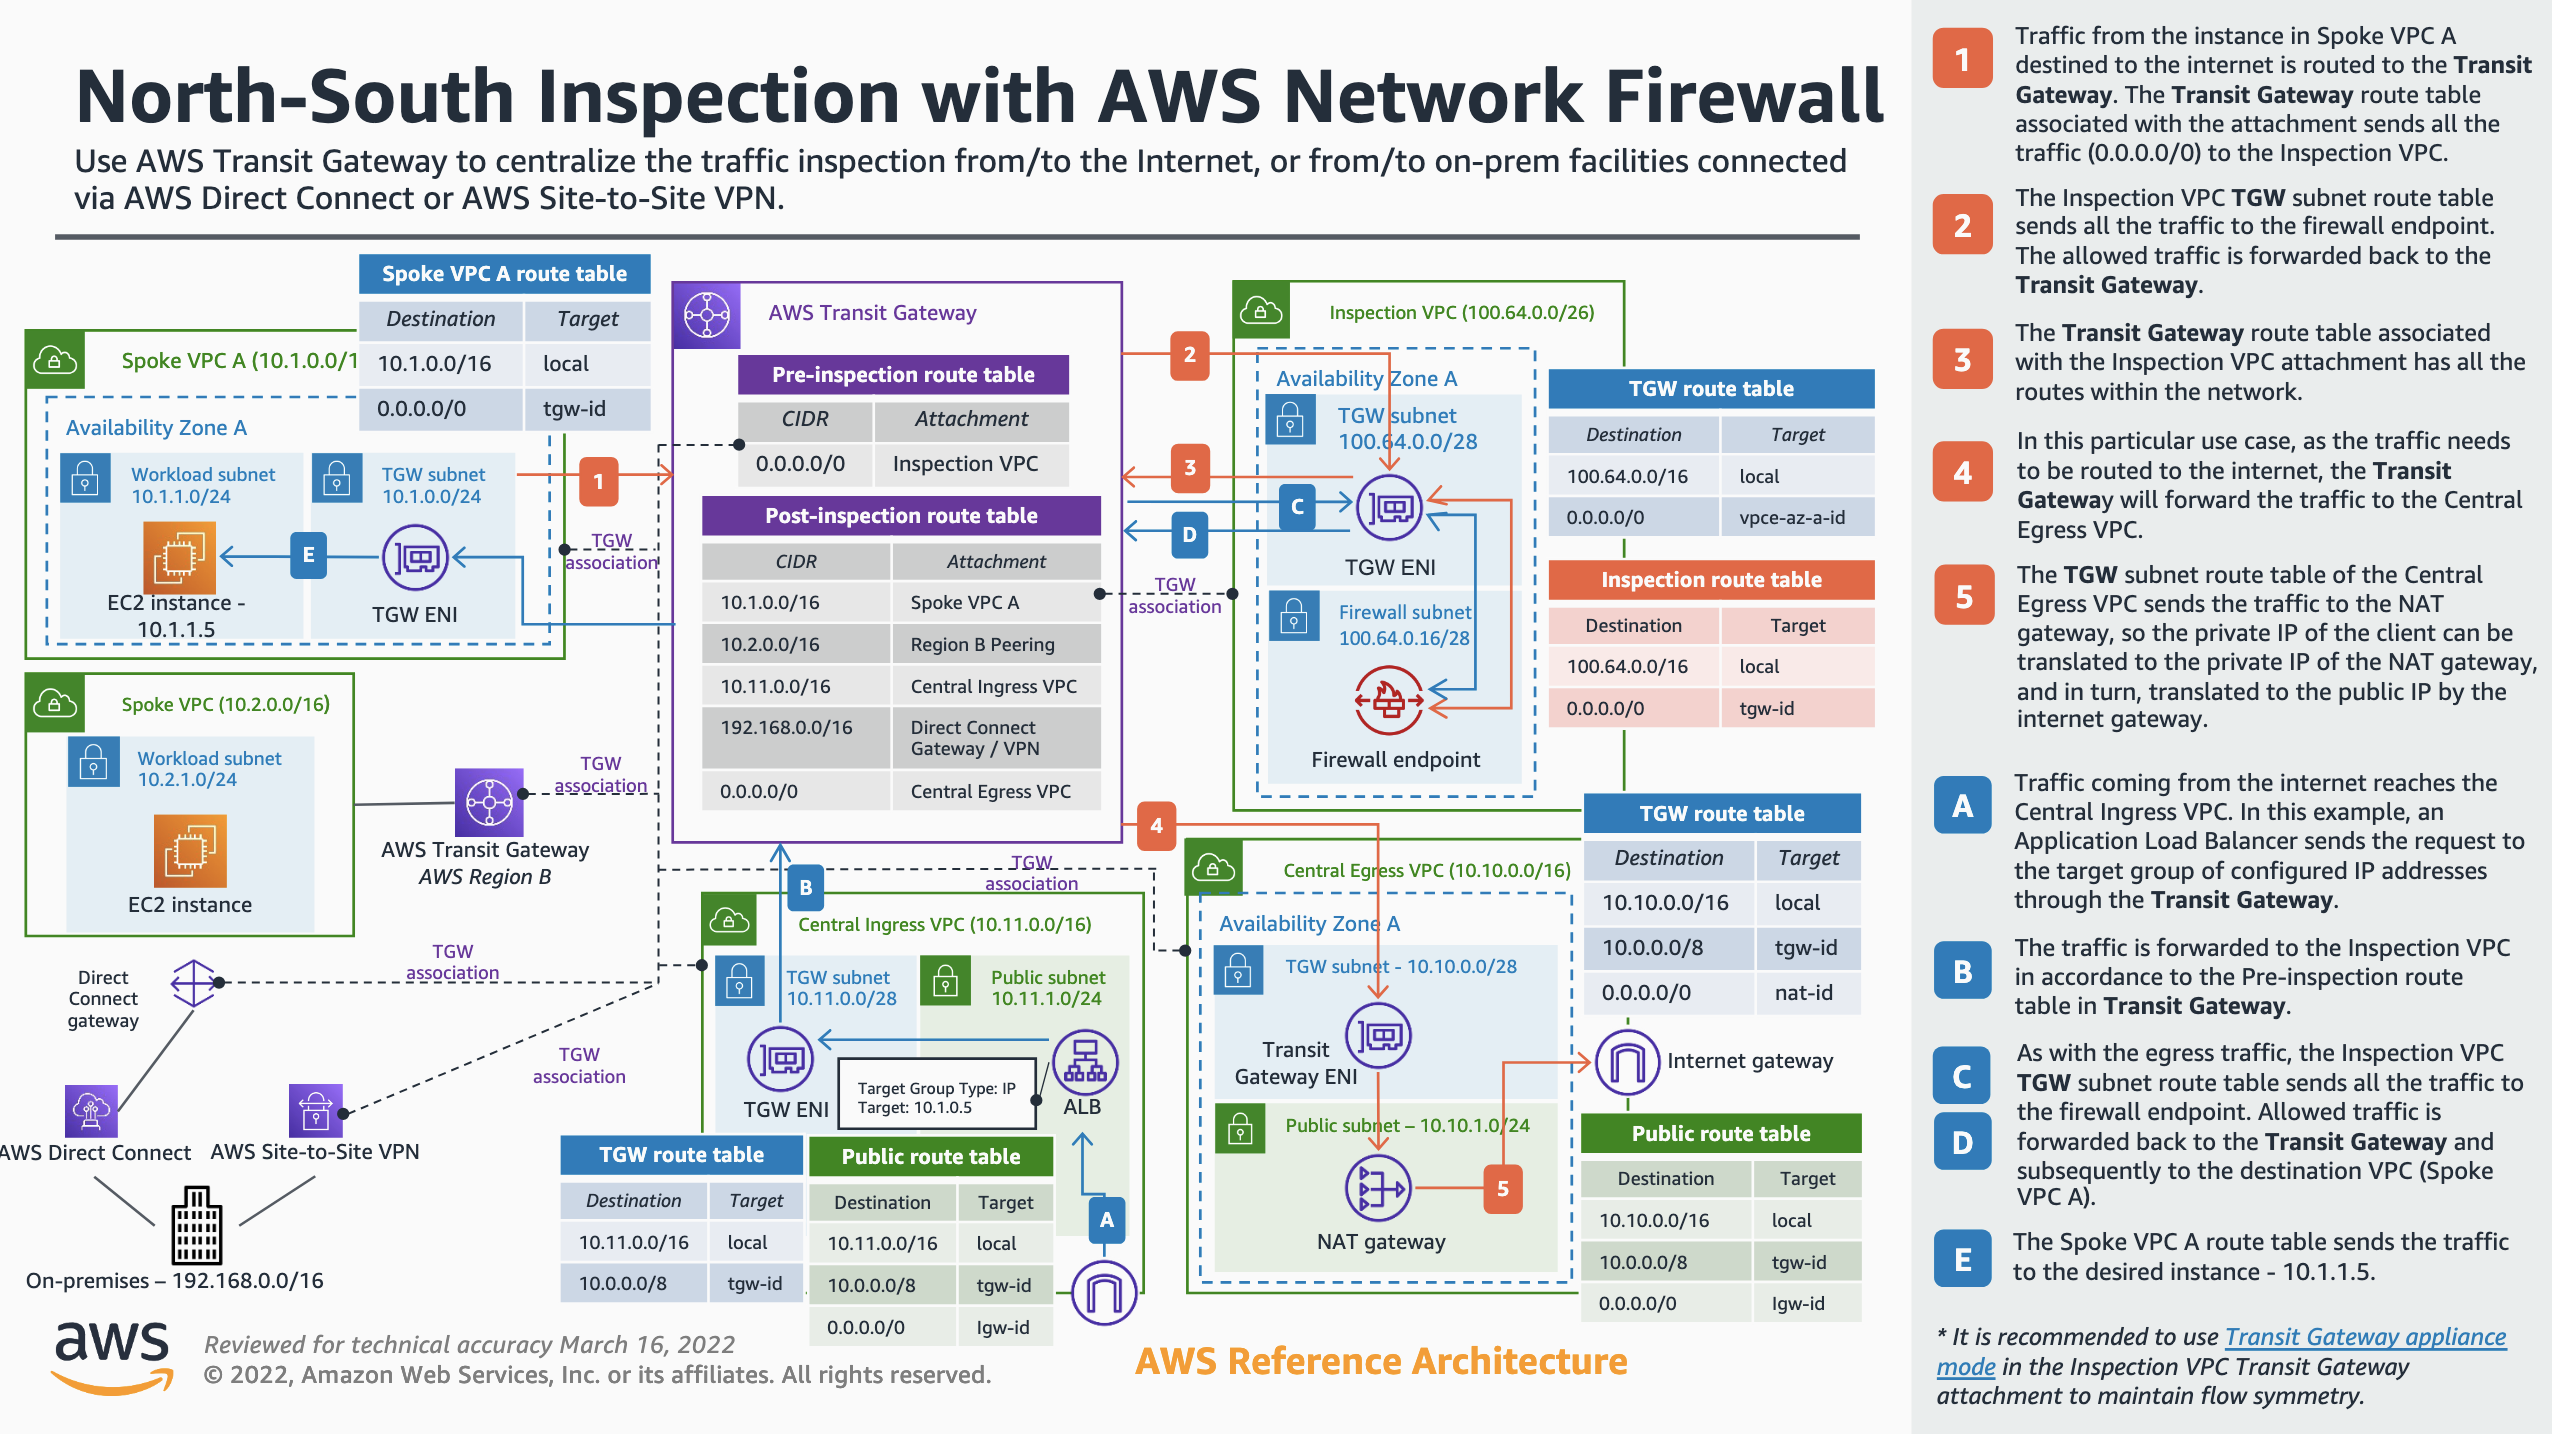 North-South Inspection with AWS Network Firewall
Use AWS Transit Gateway to centralize the traffic inspection from/to the Internet, or from/to on-prem facilities connected
via AWS Direct Connect or AWS Site-to-Site VPN.
Spoke VPC A route table
Destination Target
10.1.0.0/16 local
0.0.0.0/0 tgw-id
Spoke VPC A (10.1.0.0/1
Availability Zone A
Workload subnet
10.1.1.0/24
TGW subnet
10.1.0.0/24
1
E
EC2 instance -
10.1.1.5
TGW ENI
TGW
association
Spoke VPC (10.2.0.0/16)
Workload subnet
10.2.1.0/24
EC2 instance
AWS Transit Gateway
AWS Region B
TGW
association
Direct
Connect
gateway
TGW
association
TGW
association
AWS Direct Connect
AWS Site-to-Site VPN
On-premises – 192.168.0.0/16
AWS Transit Gateway
Pre-inspection route table
CIDR Attachment
0.0.0.0/0 Inspection VPC
Post-inspection route table
CIDR Attachment
10.1.0.0/16 Spoke VPC A
10.2.0.0/16 Region B Peering
10.11.0.0/16 Central Ingress VPC
192.168.0.0/16 Direct Connect
Gateway / VPN
0.0.0.0/0 Central Egress VPC
2
3
C
D
TGW
association
4
B
TGW
association
Inspection VPC (100.64.0.0/26)
Availability Zone A
TGW subnet
100.64.0.0/28
TGW ENI
Firewall subnet
100.64.0.16/28
Firewall endpoint
TGW route table
Destination Target
100.64.0.0/16 local
0.0.0.0/0 vpce-az-a-id
Inspection route table
Destination Target
100.64.0.0/16 local
0.0.0.0/0 tgw-id
Central Ingress VPC (10.11.0.0/16)
TGW subnet
10.11.0.0/28
Public subnet
10.11.1.0/24
TGW ENI
Target Group Type: IP
Target: 10.1.0.5
ALB
A
TGW route table
Destination Target
10.11.0.0/16 local
10.0.0.0/8 tgw-id
Public route table
Destination Target
10.11.0.0/16 local
10.0.0.0/8 tgw-id
0.0.0.0/0 Igw-id
Central Egress VPC (10.10.0.0/16)
Availability Zone A
TGW subnet - 10.10.0.0/28
Transit
Gateway ENI
Public subnet – 10.10.1.0/24
NAT gateway
5
Internet gateway
TGW route table
Destination Target
10.10.0.0/16 local
10.0.0.0/8 tgw-id
0.0.0.0/0 nat-id
Public route table
Destination Target
10.10.0.0/16 local
10.0.0.0/8 tgw-id
0.0.0.0/0 Igw-id
aws
Reviewed for technical accuracy March 16, 2022
© 2022, Amazon Web Services, Inc. or its affiliates. All rights reserved.
AWS Reference Architecture
1
Traffic from the instance in Spoke VPC A
destined to the internet is routed to the Transit
Gateway. The Transit Gateway route table
associated with the attachment sends all the
traffic (0.0.0.0/0) to the Inspection VPC.
2
The Inspection VPC TGW subnet route table
sends all the traffic to the firewall endpoint.
The allowed traffic is forwarded back to the
Transit Gateway.
3
The Transit Gateway route table associated
with the Inspection VPC attachment has all the
routes within the network.
4
In this particular use case, as the traffic needs
to be routed to the internet, the Transit
Gateway will forward the traffic to the Central
Egress VPC.
5
The TGW subnet route table of the Central
Egress VPC sends the traffic to the NAT
gateway, so the private IP of the client can be
translated to the private IP of the NAT gateway,
and in turn, translated to the public IP by the
internet gateway.
A
Traffic coming from the internet reaches the
Central Ingress VPC. In this example, an
Application Load Balancer sends the request to
the target group of configured IP addresses
through the Transit Gateway.
B
The traffic is forwarded to the Inspection VPC
in accordance to the Pre-inspection route
table in Transit Gateway.
C
D
As with the egress traffic, the Inspection VPC
TGW subnet route table sends all the traffic to
the firewall endpoint. Allowed traffic is
forwarded back to the Transit Gateway and
subsequently to the destination VPC (Spoke
VPC A).
E
The Spoke VPC A route table sends the traffic
to the desired instance - 10.1.1.5.
* It is recommended to use Transit Gateway appliance
mode in the Inspection VPC Transit Gateway
attachment to maintain flow symmetry.